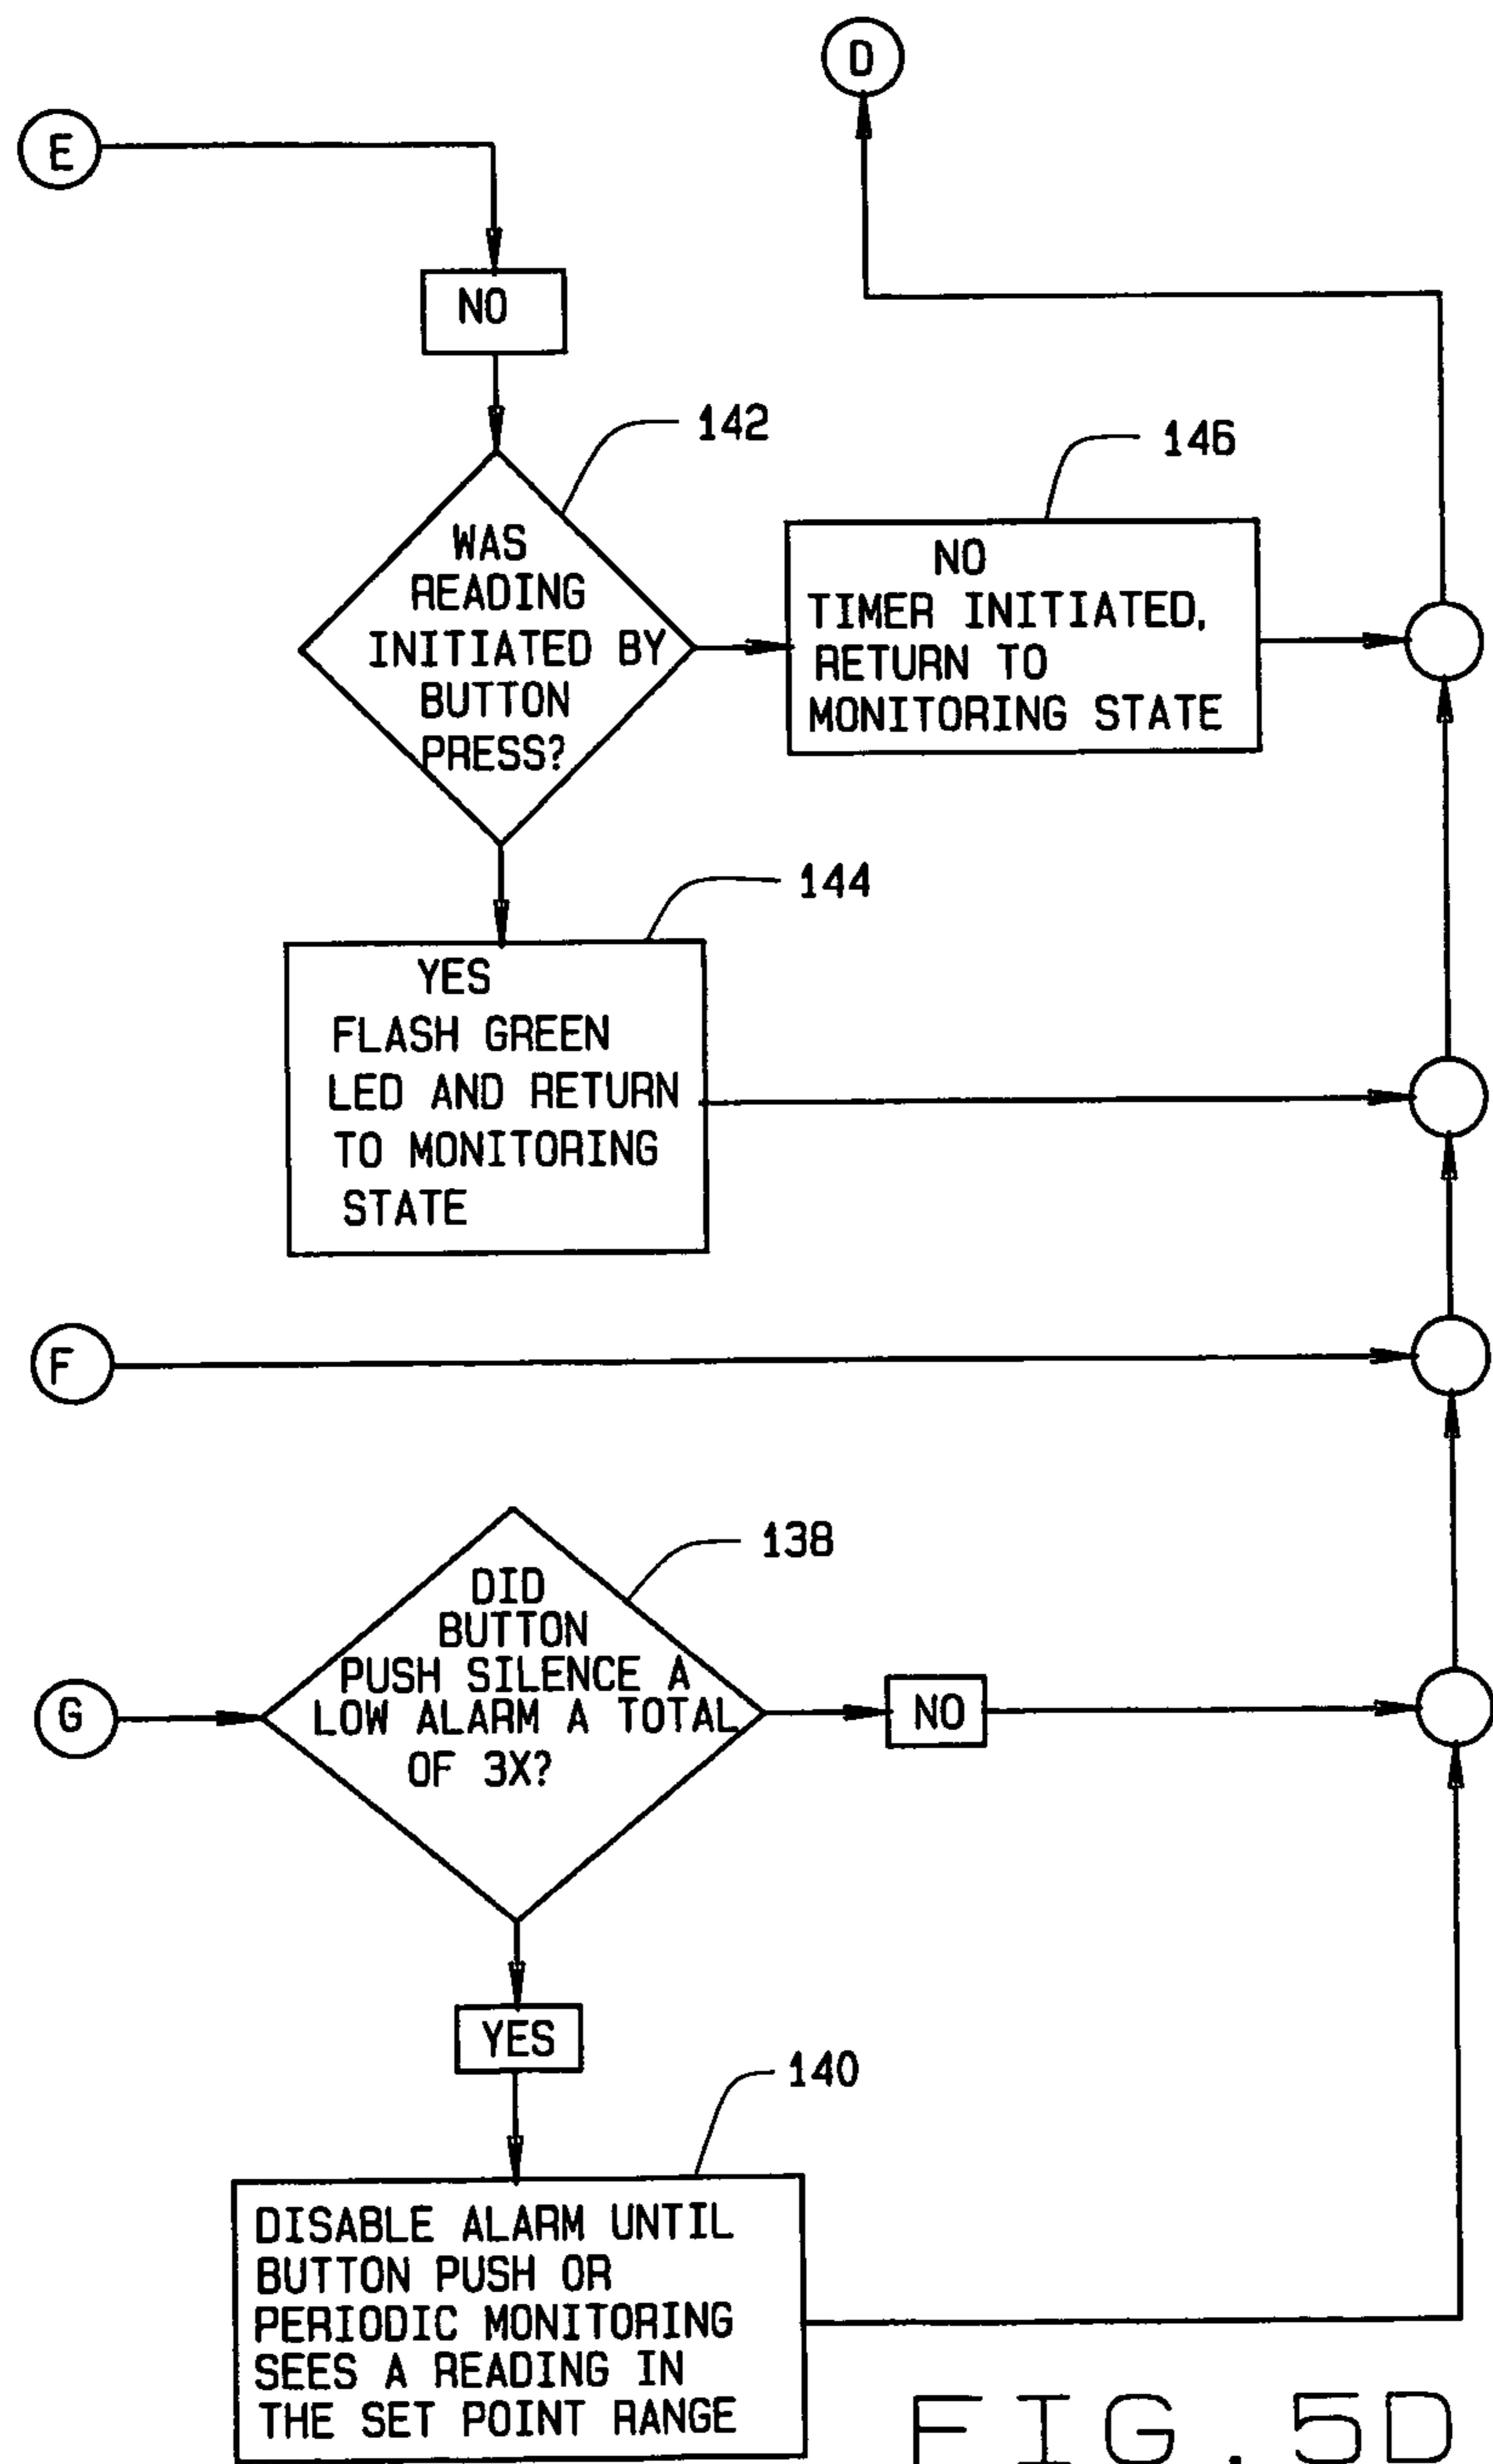 D
E
NO
142
WAS
READING
INITIATED BY
BUTTON
PRESS?
146
NO
TIMER INITIATED,
RETURN TO
MONITORING STATE
144
YES
FLASH GREEN
LED AND RETURN
TO MONITORING
STATE
F
138
DID
BUTTON
PUSH SILENCE A
LOW ALARM A TOTAL
OF 3X?
G
NO
YES
140
DISABLE ALARM UNTIL
BUTTON PUSH OR
PERIODIC MONITORING
SEES A READING IN
THE SET POINT RANGE
FIG. 5D